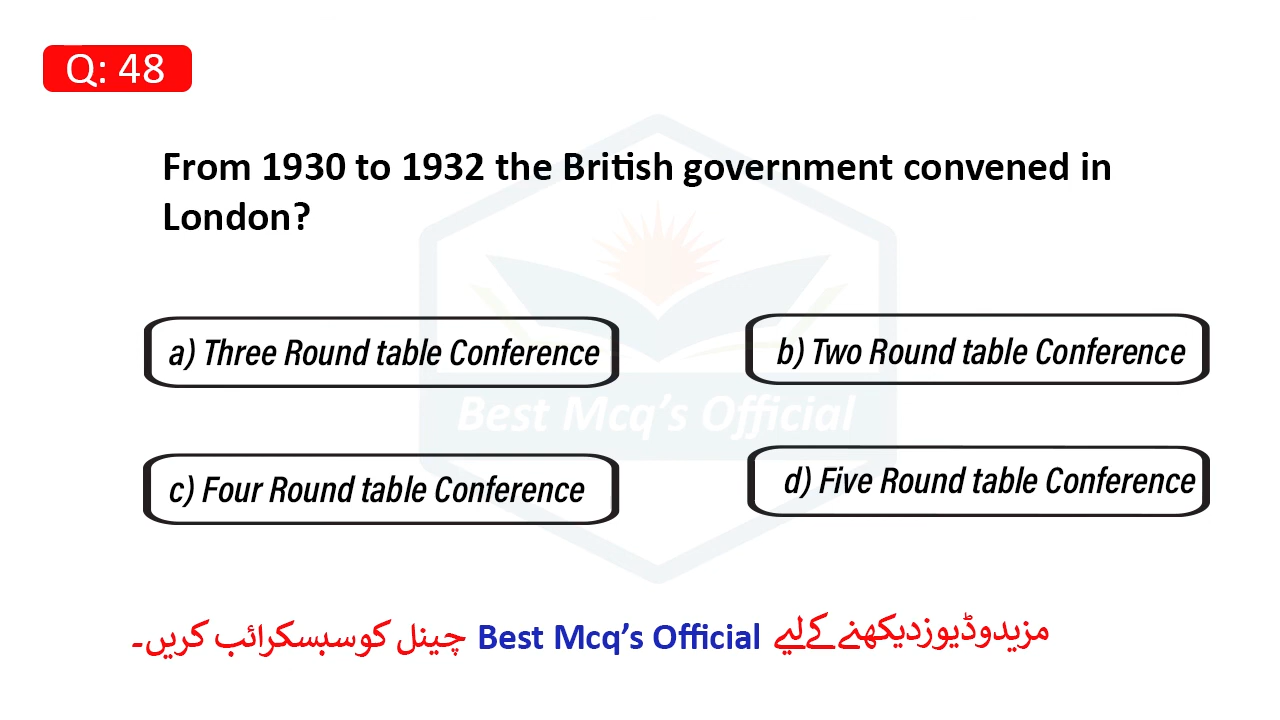 Q: 48
From 1930 to 1932 the British government convened in
London?
a) Three Round table Conference
b) Two Round table Conference
Best Mcq's Official
c) Four Round table Conference
d) Five Round table Conference
مزیدوڈیوزدیکھنے کےلیے Best Mcq's Official چینل کوسبسکرائب کریں۔